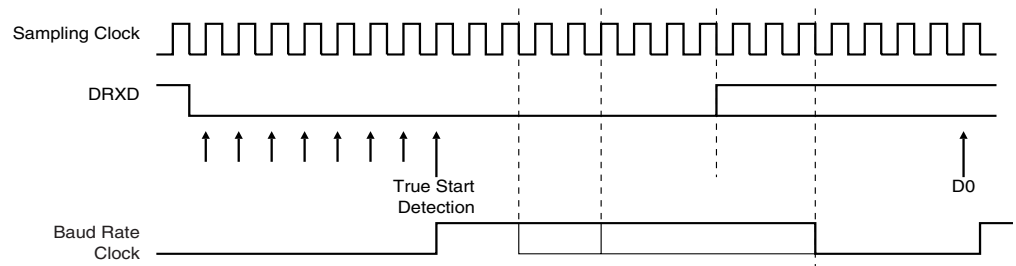 Sampling Clock
DRXD
True Start
Detection
D0
Baud Rate
Clock